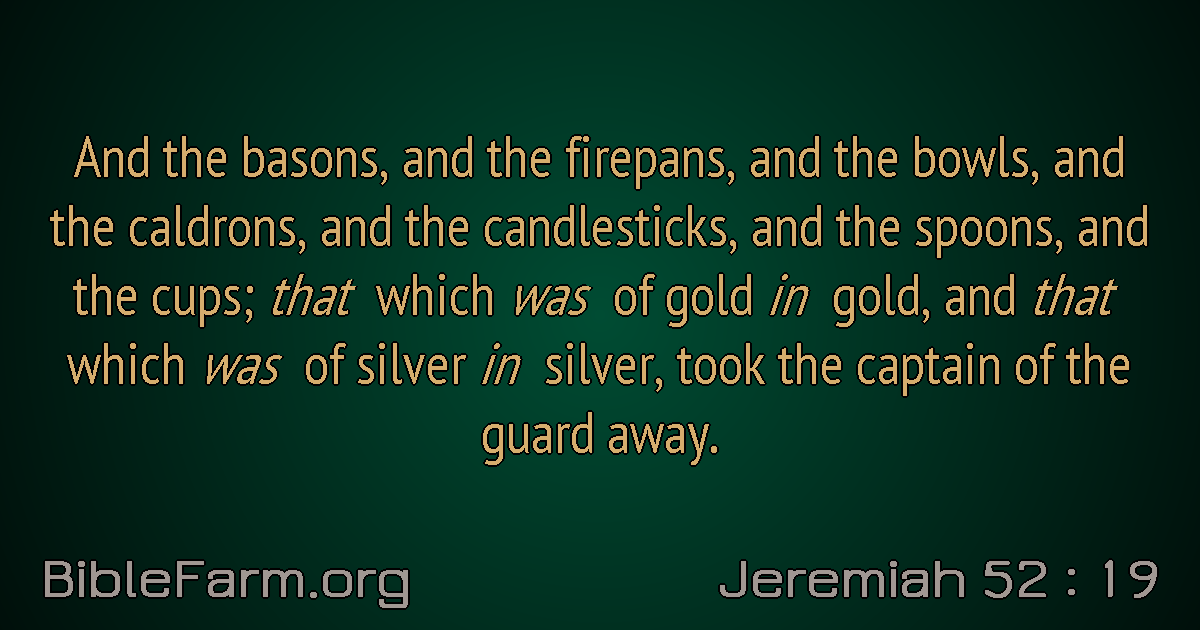 And the basons, and the firepans, and the bowls, and
the caldrons, and the candlesticks, and the spoons, and
the cups; that which was of gold in gold, and that
which was of silver in silver, took the captain of the
guard away.
BibleFarm.org
Jeremiah 52 : 19